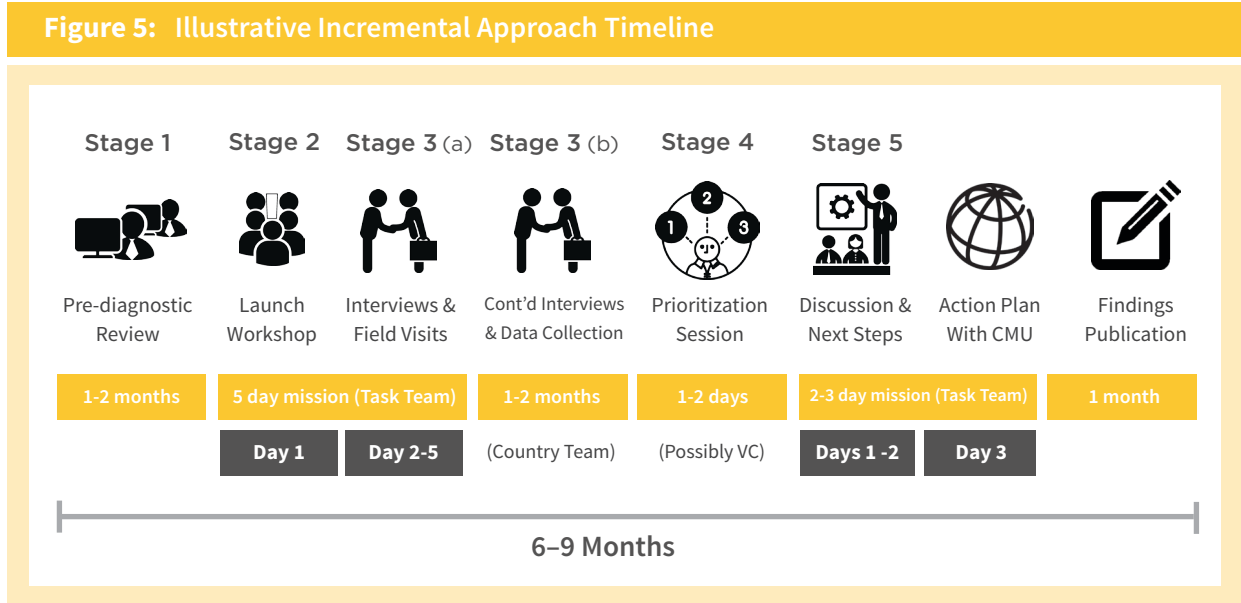 Figure 5: Illustrative Incremental Approach Timeline
Stage 1
Stage 2
Stage 3 (a)
Stage 3 (b)
Stage 4
Stage 5
1
2
3
Pre-diagnostic
Review
Launch
Workshop
Interviews &
Field Visits
Cont’d Interviews
& Data Collection
Prioritization
Session
Discussion &
Next Steps
Action Plan
With CMU
Findings
Publication
1-2 months
5 day mission (Task Team)
1-2 months
1-2 days
2-3 day mission (Task Team)
1 month
Day 1
Day 2-5
(Country Team)
(Possibly VC)
Days 1 -2
Day 3
6–9 Months